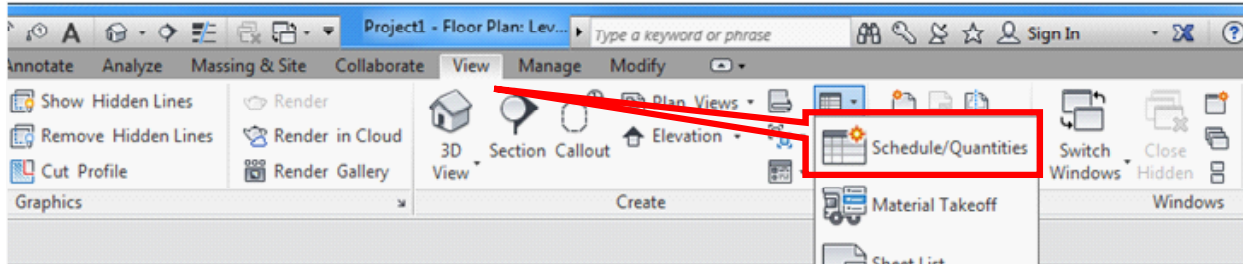 A Project1 - Floor Plan: Lev... Type a keyword or phrase Sign In ?
Annotate Analyze Massing & Site Collaborate View Manage Modify
Show Hidden Lines Render Plan Views
Remove Hidden Lines Render in Cloud 3D View Section Callout Elevation Schedule/Quantities Switch Windows Close Hidden
Cut Profile Render Gallery
Graphics Create Material Takeoff Windows
Sheet List